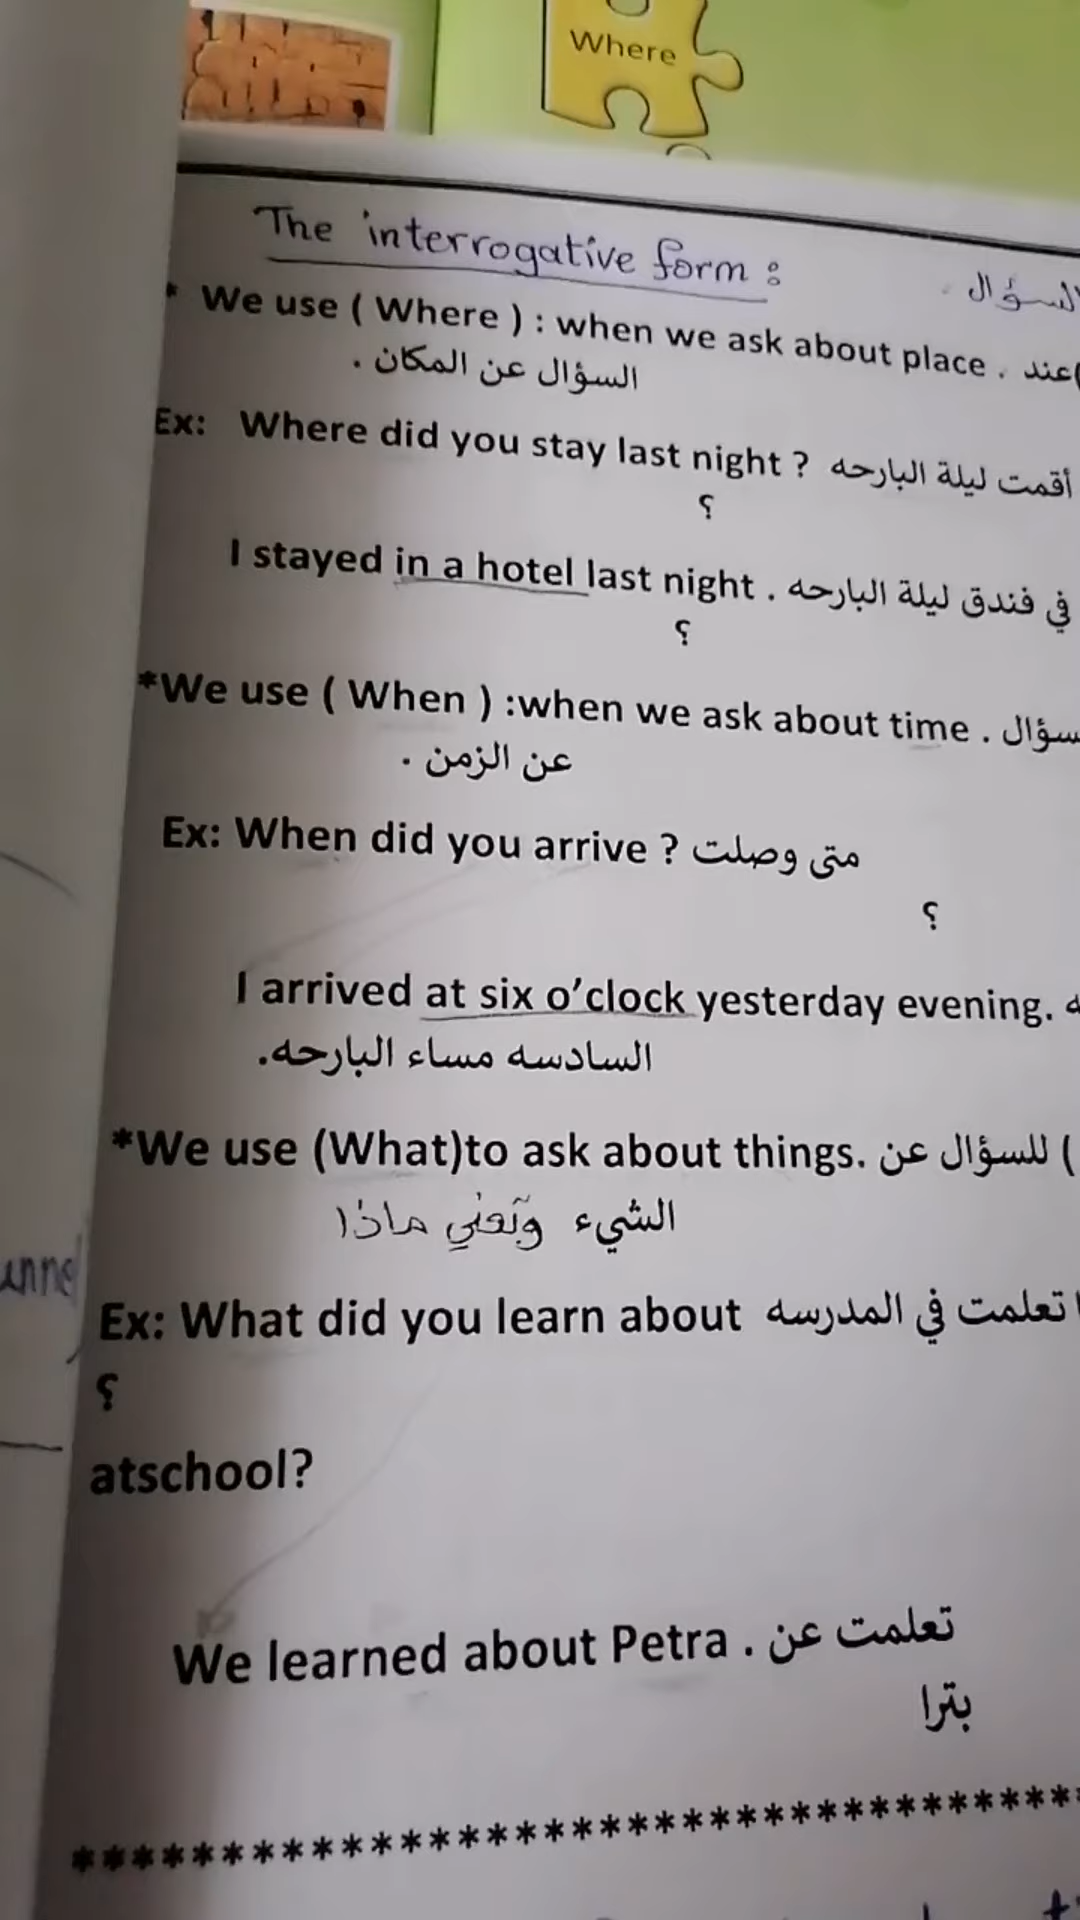 Where
The interrogative form :
السؤال
* We use ( Where ) : when we ask about place . عند
السؤال عن المكان .
Ex: Where did you stay last night ? أقمت ليلة البارحه
؟
I stayed in a hotel last night . في فندق ليلة البارحه
؟
*We use ( When ) :when we ask about time .
عن الزمن .
Ex: When did you arrive ? متى وصلت
؟
I arrived at six o’clock yesterday evening.
السادسه مساء البارحه.
*We use (What)to ask about things. ) للسؤال عن
الشيء وتعني ماذا
Ex: What did you learn about تعلمت في المدرسه
؟
atschool?
We learned about Petra . تعلمت عن
بترا
**************************************